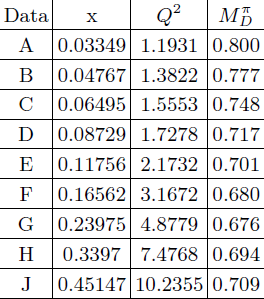 Data x Q² M_D^π
A 0.03349 1.1931 0.800
B 0.04767 1.3822 0.777
C 0.06495 1.5553 0.748
D 0.08729 1.7278 0.717
E 0.11756 2.1732 0.701
F 0.16562 3.1672 0.680
G 0.23975 4.8779 0.676
H 0.3397 7.4768 0.694
J 0.45147 10.2355 0.709